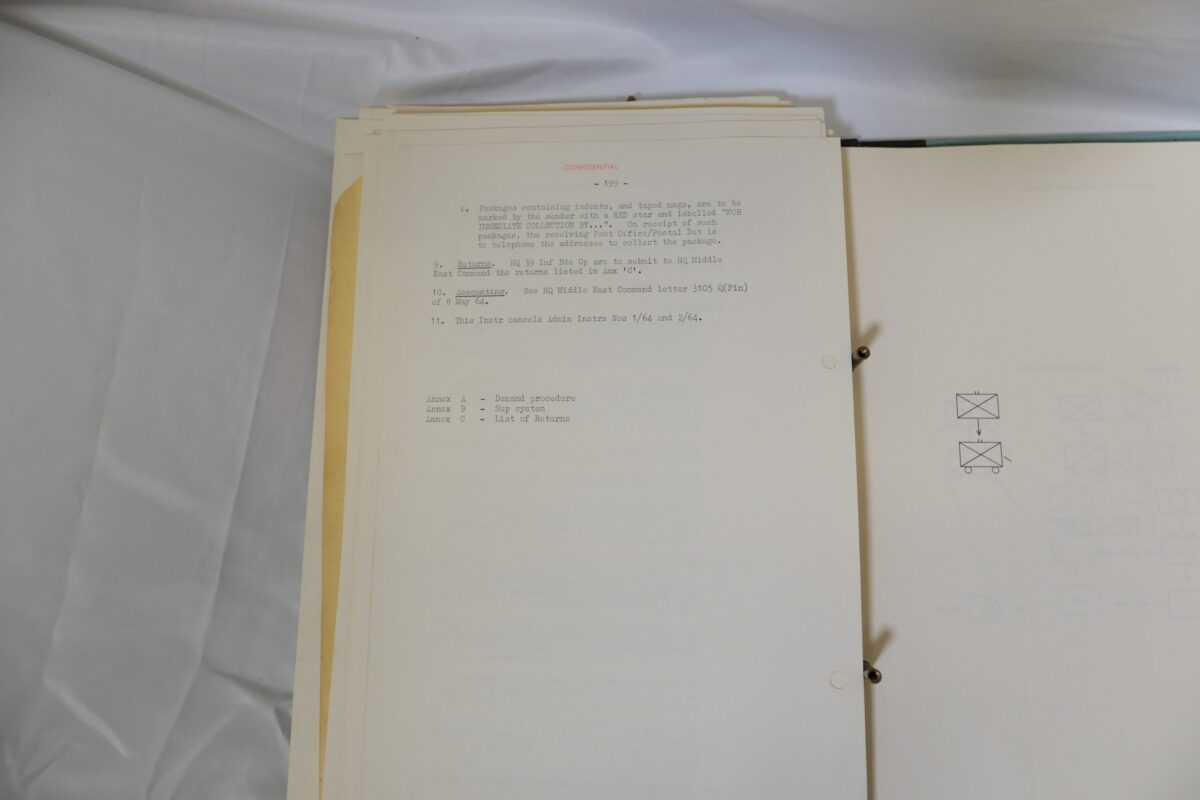 CONFIDENTIAL
- 199 -
b. Packages containing indents, and taped msgs, are to be
marked by the sender with a RED star and labelled "FOR
IMMEDIATE COLLECTION BY...". On receipt of such
packages, the receiving Post Office/Postal Det is
to telephone the addressee to collect the package.
9. Returns. HQ 39 Inf Bde Gp are to submit to HQ Middle
East Command the returns listed in Anx 'C'.
10. Accounting. See HQ Middle East Command letter 3105 Q(Fin)
of 8 May 64.
11. This Instr cancels Admin Instrs Nos 1/64 and 2/64.
Annex A - Demand procedure
Annex B - Sup system
Annex C - List of Returns